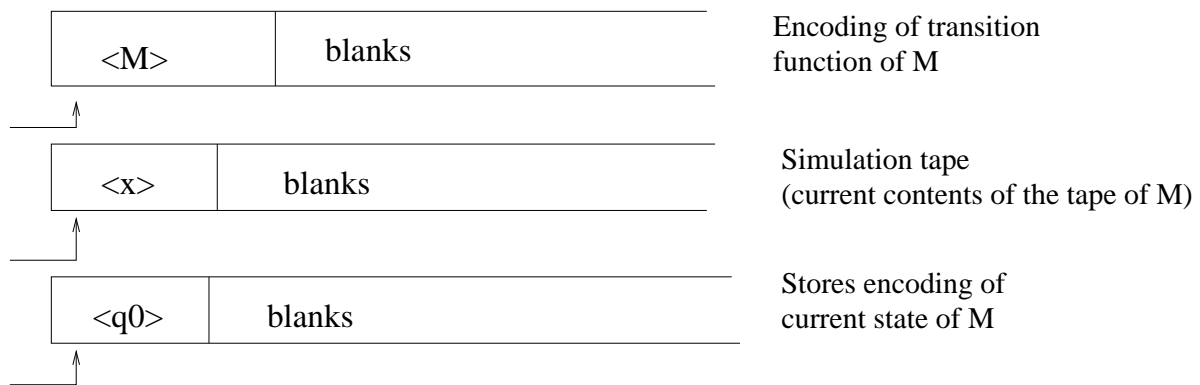 <M>
blanks
Encoding of transition
function of M
<x>
blanks
Simulation tape
(current contents of the tape of M)
<q0>
blanks
Stores encoding of
current state of M